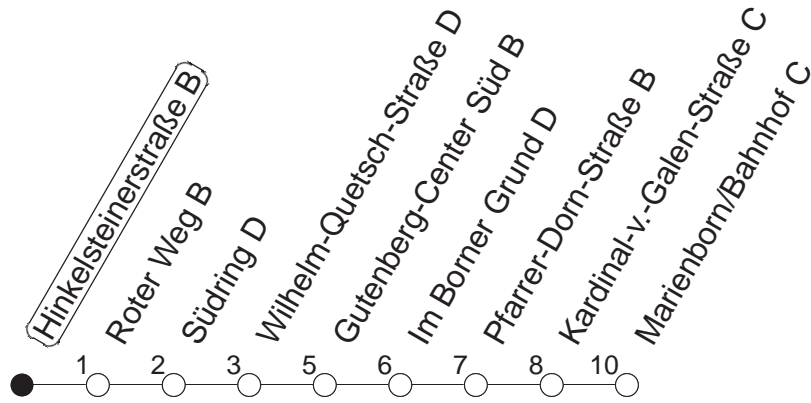 Hinkelsteinerstraße B
Roter Weg B
Südring D
Wilhelm-Quetsch-Straße D
Gutenberg-Center Süd B
Im Borner Grund D
Pfarrer-Dorn-Straße B
Kardinal-v.-Galen-Straße C
Marienborn/Bahnhof C
1 2 3 5 6 7 8 10